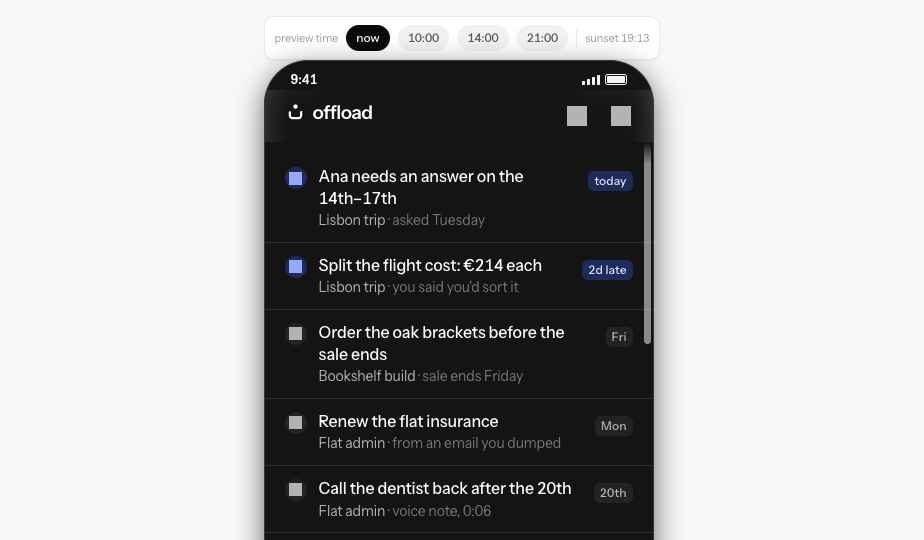 preview time now 10:00 14:00 21:00 sunset 19:13
9:41
offload
Ana needs an answer on the today
14th–17th
Lisbon trip · asked Tuesday
Split the flight cost: €214 each 2d late
Lisbon trip · you said you'd sort it
Order the oak brackets before the Fri
sale ends
Bookshelf build · sale ends Friday
Renew the flat insurance Mon
Flat admin · from an email you dumped
Call the dentist back after the 20th 20th
Flat admin · voice note, 0:06